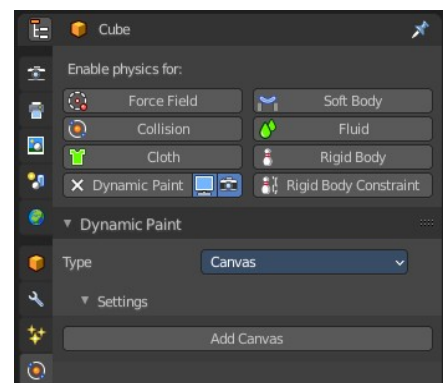 Cube
Enable physics for:
Force Field Soft Body
Collision Fluid
Cloth Rigid Body
Dynamic Paint Rigid Body Constraint
Dynamic Paint
Type Canvas
Settings
Add Canvas